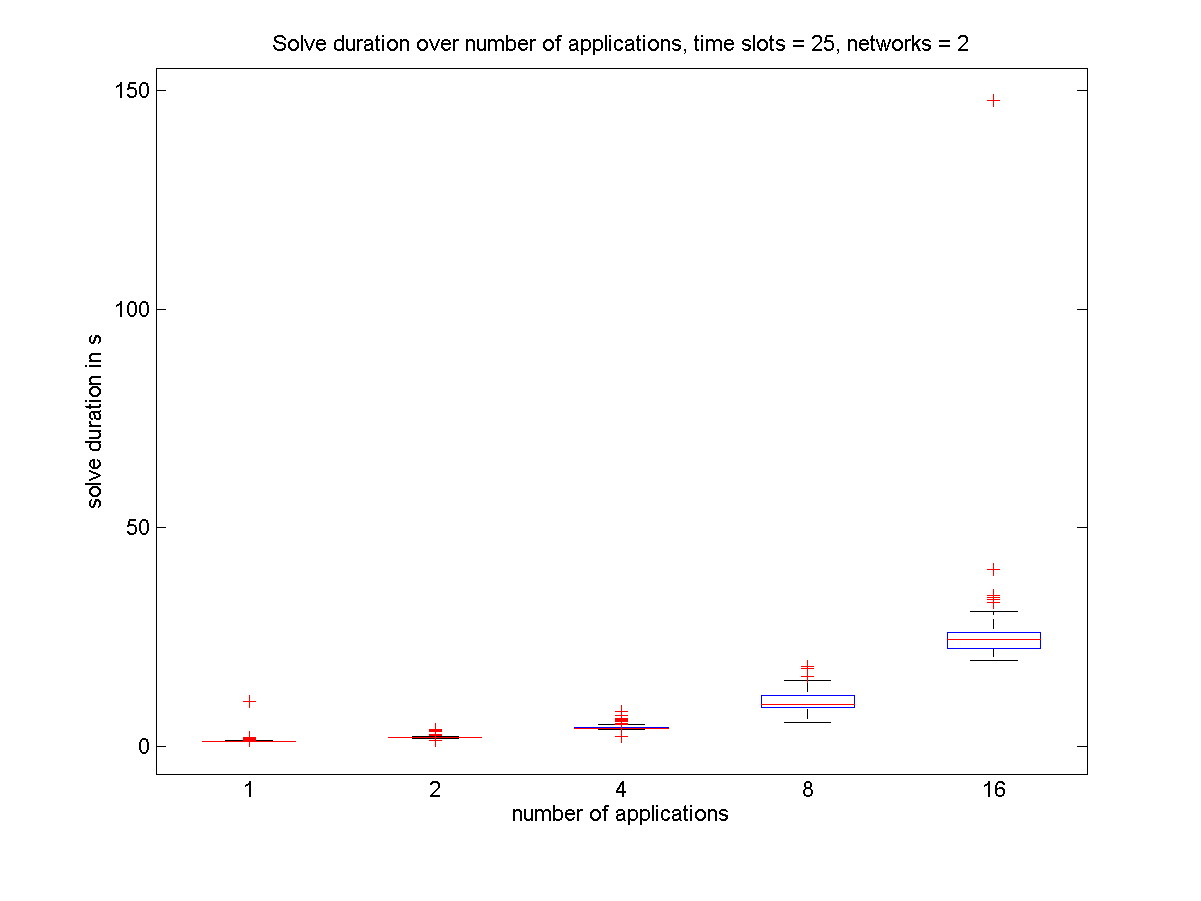 Solve duration over number of applications, time slots = 25, networks = 2
150
100
50
0
solve duration in s
1 2 4 8 16
number of applications